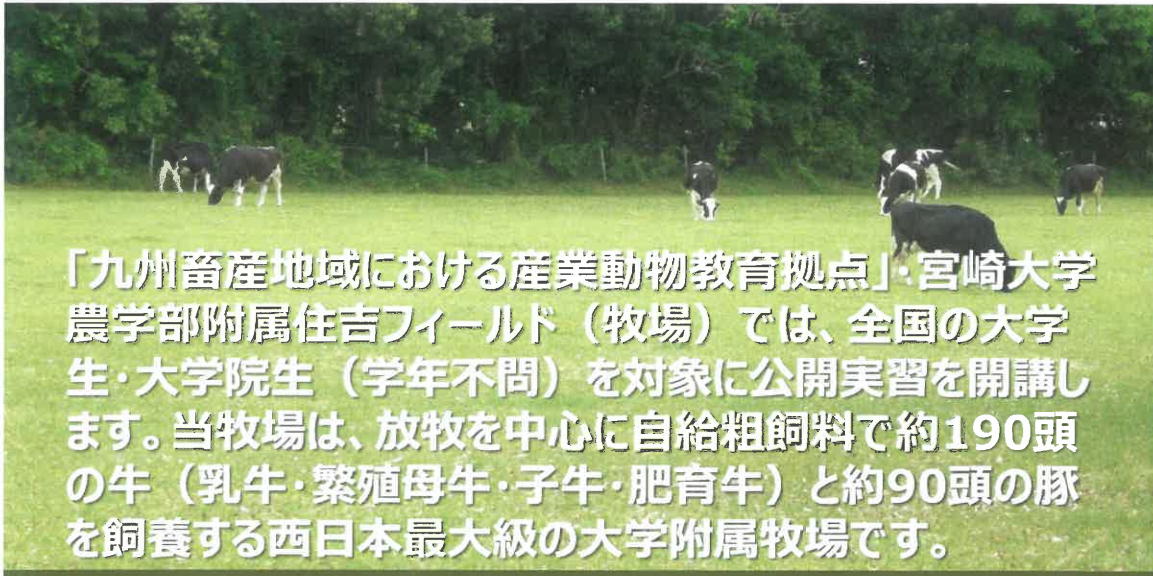 「九州畜産地域における産業動物教育拠点」・宮崎大学
農学部附属住吉フィールド（牧場）では、全国の大学
生・大学院生（学年不問）を対象に公開実習を開講し
ます。当牧場は、放牧を中心に自給粗飼料で約190頭
の牛（乳牛・繁殖母牛・子牛・肥育牛）と約90頭の豚
を飼養する西日本最大級の大学附属牧場です。